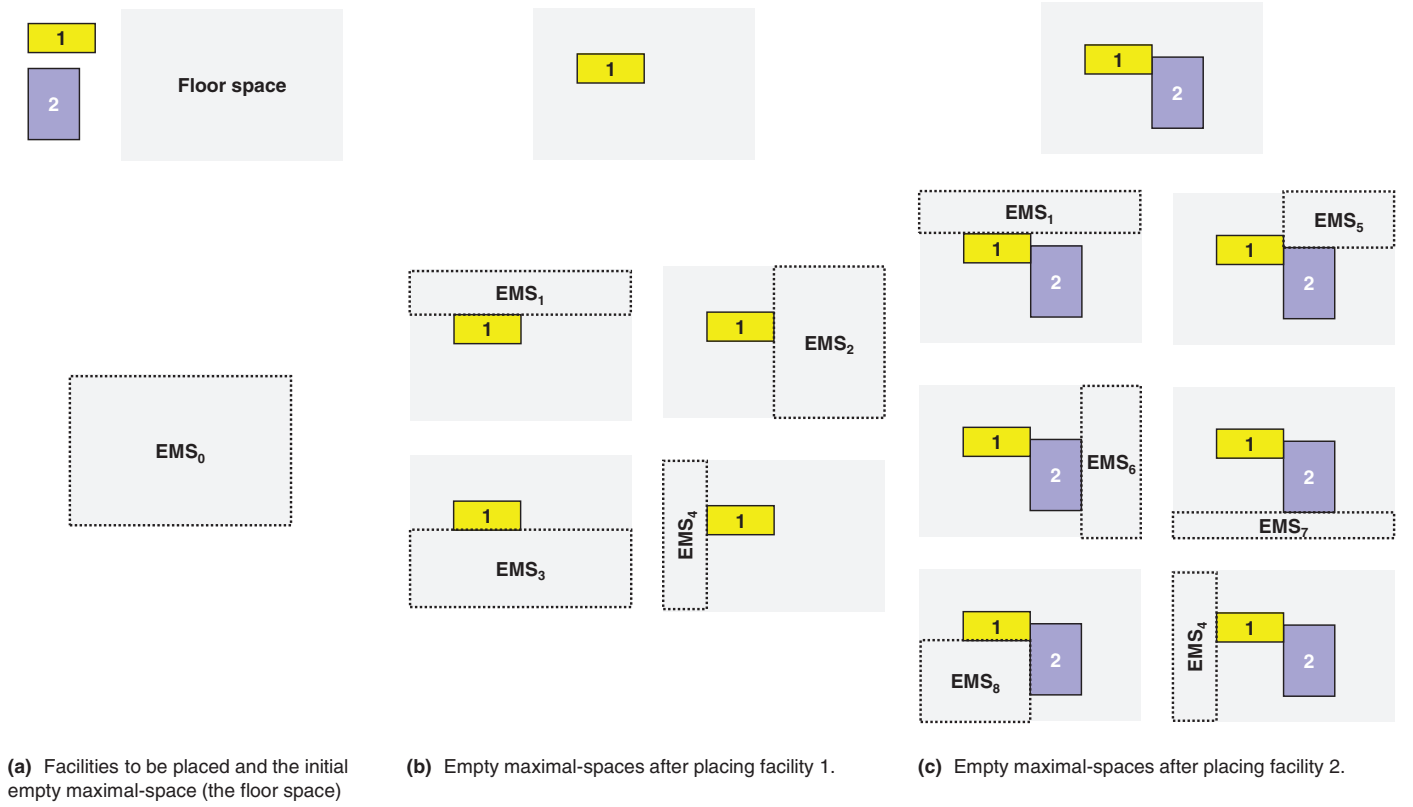 1
2
Floor space
EMS₀
(a) Facilities to be placed and the initial
empty maximal-space (the floor space)
1
EMS₁
1
1
EMS₂
1
EMS₃
EMS₄
1
(b) Empty maximal-spaces after placing facility 1.
1
2
EMS₁
1
2
EMS₅
1
2
1
2
EMS₆
1
2
EMS₇
1
2
EMS₈
EMS₄
1
2
(c) Empty maximal-spaces after placing facility 2.